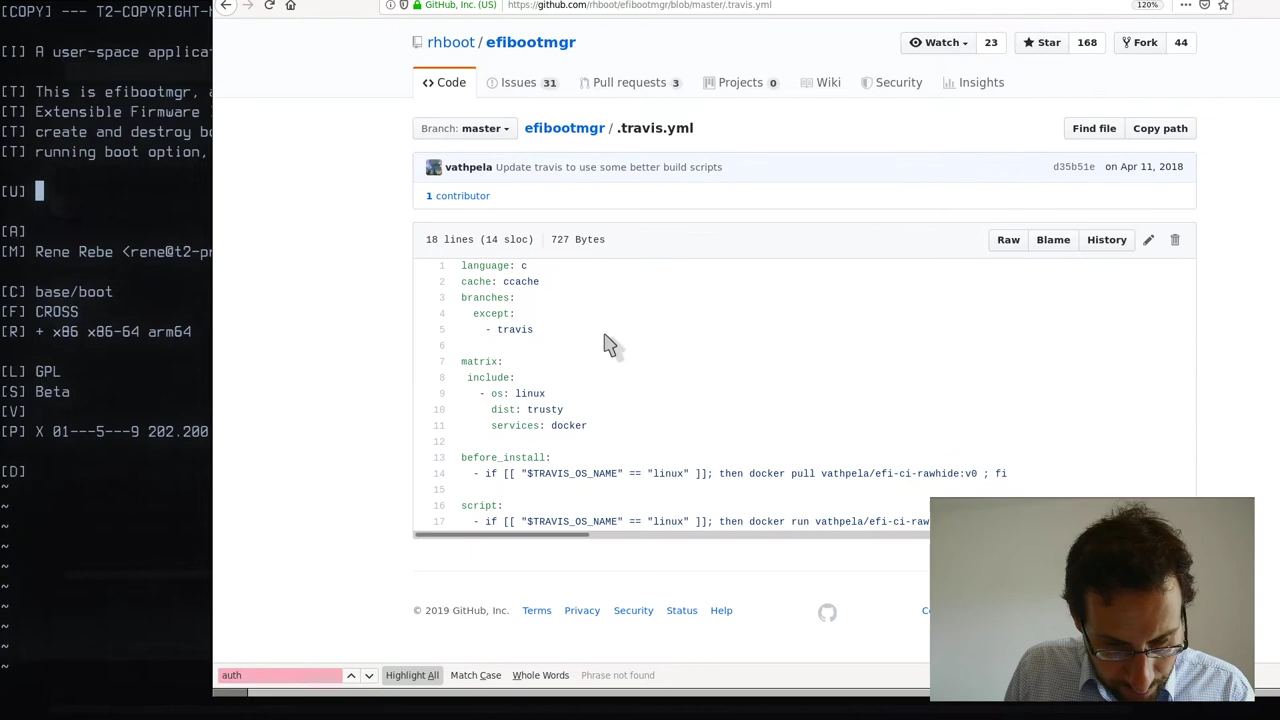 [COPY] --- T2-COPYRIGHT-
[I] A user-space applicat
[T] This is efibootmgr, a
[T] Extensible Firmware
[T] create and destroy bo
[T] running boot option,
[U]
[A]
[M] Rene Rebe <rene@t2-pr
[C] base/boot
[F] CROSS
[R] + x86 x86-64 arm64
[L] GPL
[S] Beta
[V]
[P] X 01---5---9 202.200
[D]
~
~
~
~
~
~
~
~
~
~
GitHub, Inc. (US)
https://github.com/rhboot/efibootmgr/blob/master/.travis.yml
120%
rhboot / efibootmgr
Watch 23
Star 168
Fork 44
Code
Issues 31
Pull requests 3
Projects 0
Wiki
Security
Insights
Branch: master
efibootmgr / .travis.yml
Find file
Copy path
vathpela Update travis to use some better build scripts
d35b51e on Apr 11, 2018
1 contributor
18 lines (14 sloc) 727 Bytes
Raw
Blame
History
1 language: c
2 cache: ccache
3 branches:
4 except:
5 - travis
6
7 matrix:
8 include:
9 - os: linux
10 dist: trusty
11 services: docker
12
13 before_install:
14 - if [[ "$TRAVIS_OS_NAME" == "linux" ]]; then docker pull vathpela/efi-ci-rawhide:v0 ; fi
15
16 script:
17 - if [[ "$TRAVIS_OS_NAME" == "linux" ]]; then docker run vathpela/efi-ci-raw
© 2019 GitHub, Inc.
Terms
Privacy
Security
Status
Help
auth
Highlight All
Match Case
Whole Words
Phrase not found